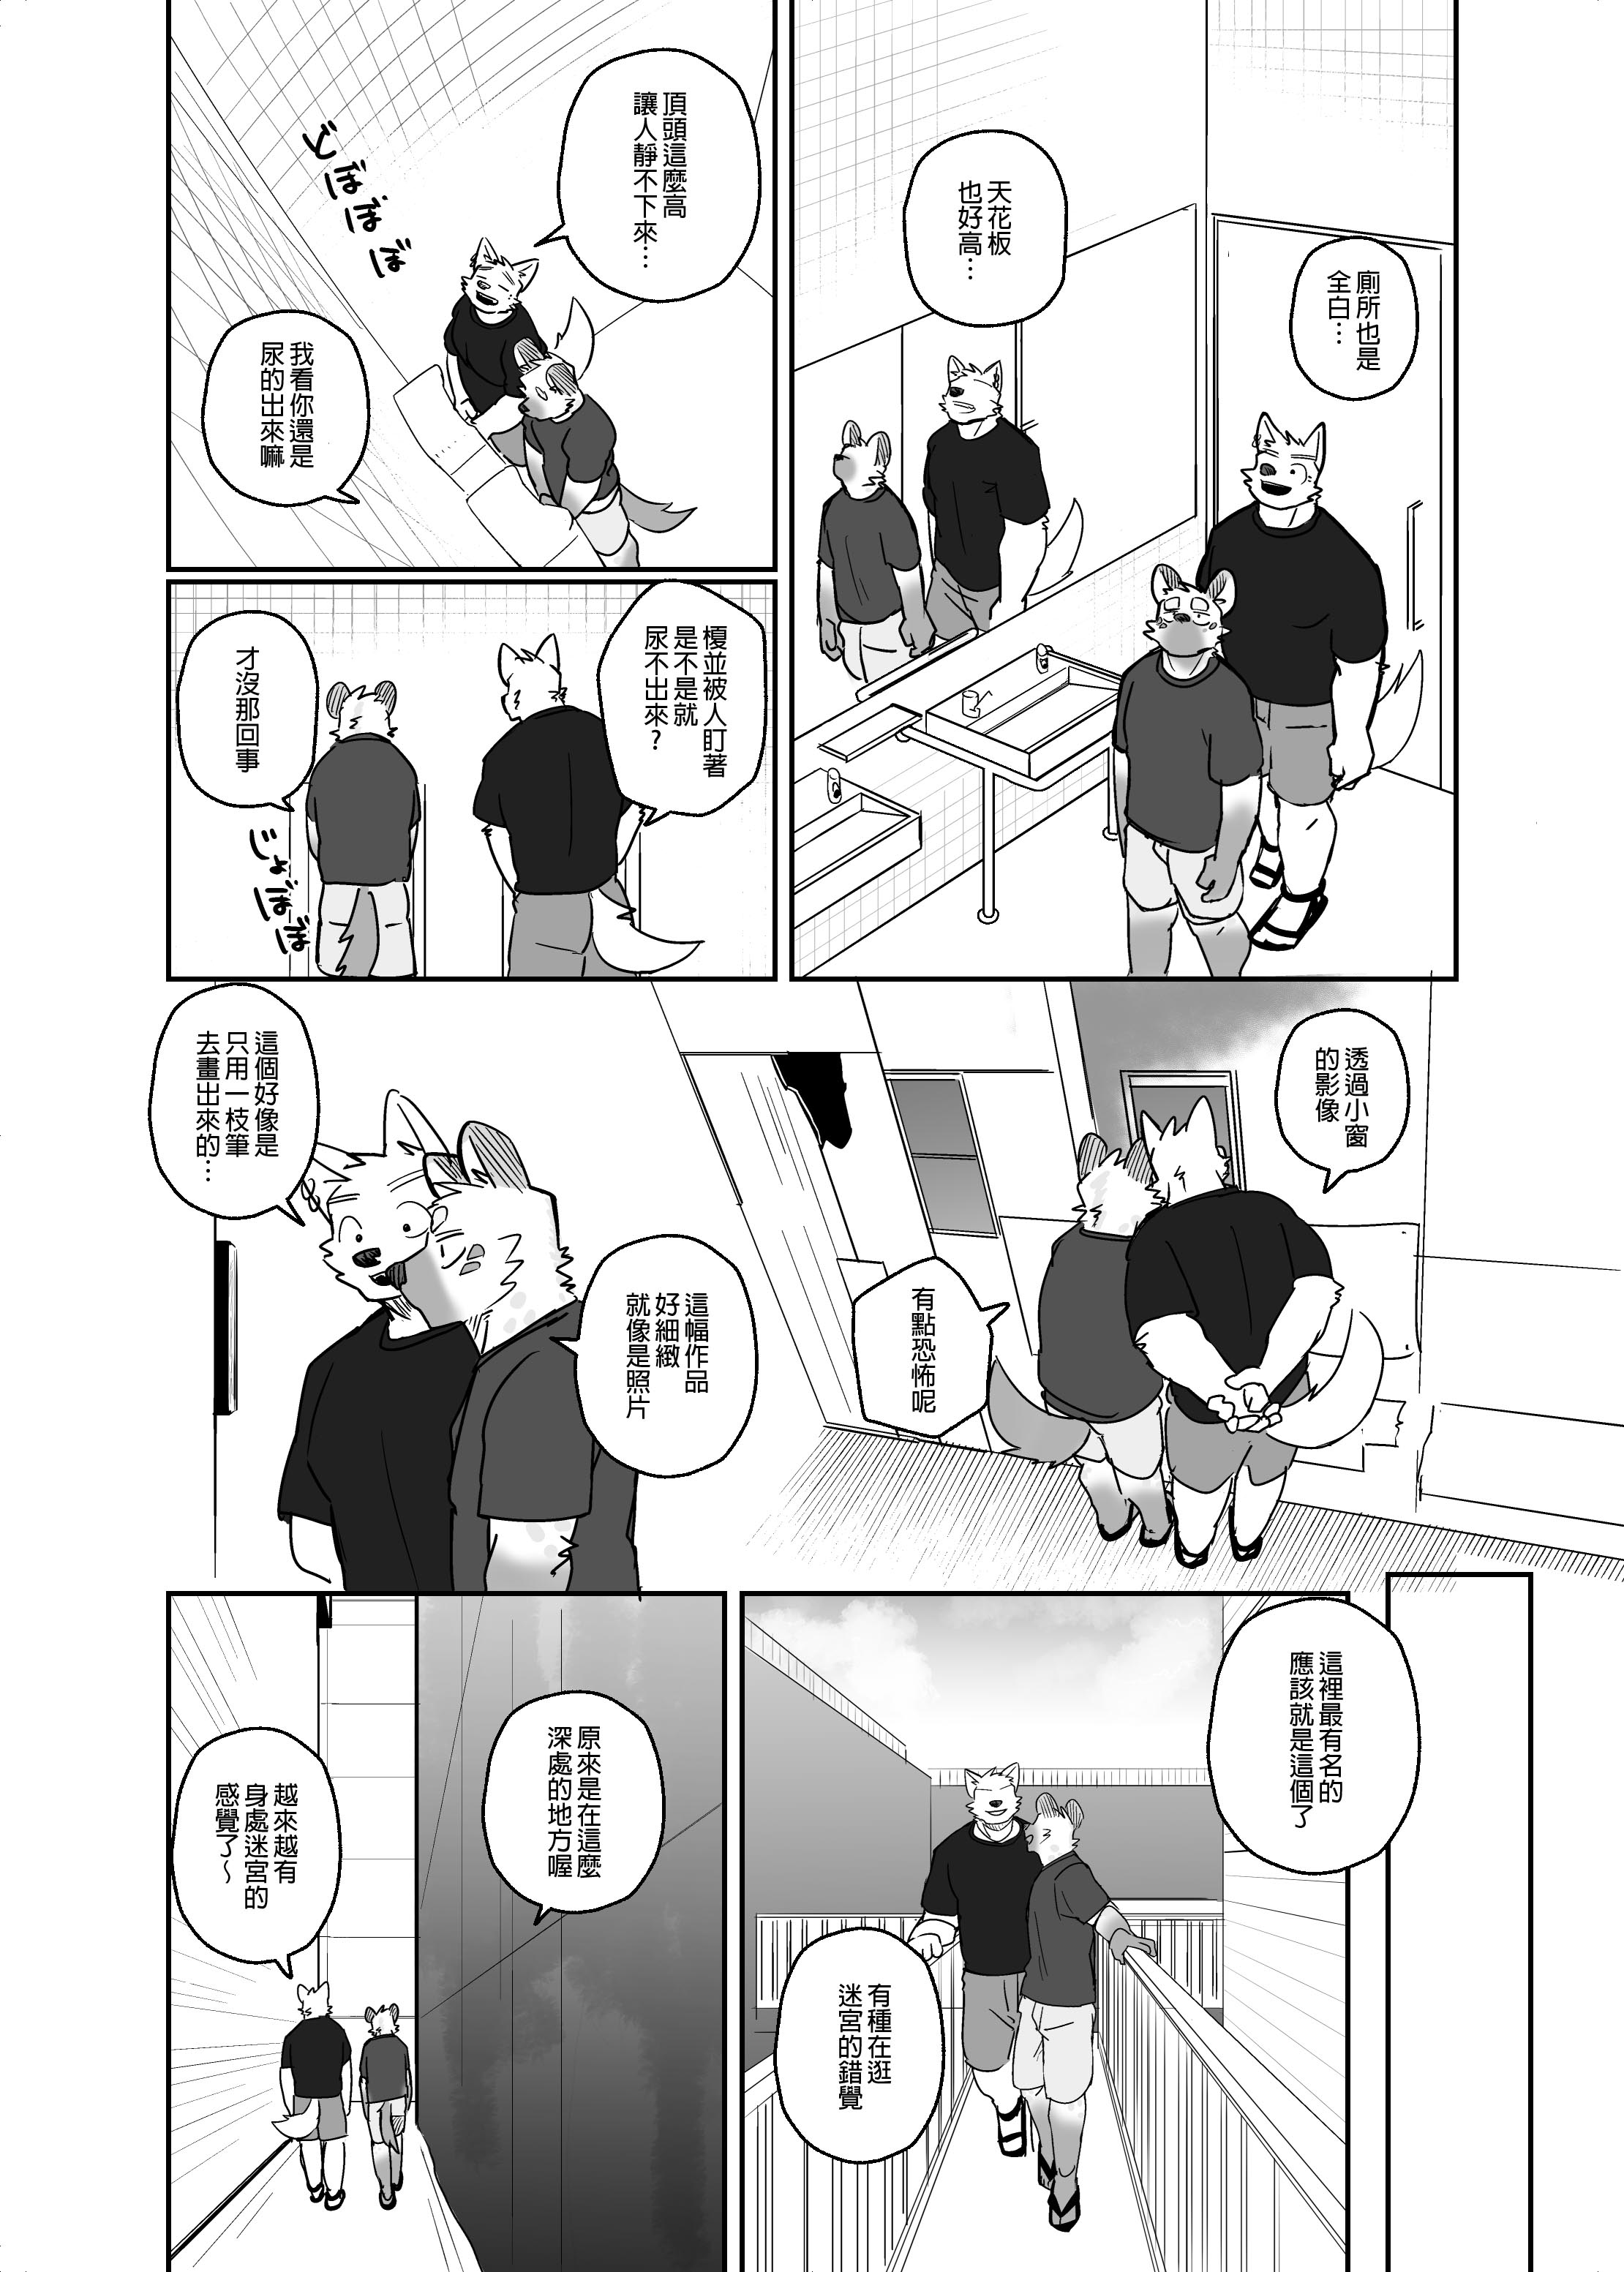 廁所也是
全白…
天花板
也好高…
頂頭這麼高
讓人靜不下來…
どぼぼぼ
我看你還是
尿的出來嘛
榎並被人盯著
是不是就
尿不出來?
才沒那回事
じょぼぼぼ
透過小窗
的影像
有點恐怖呢
這幅作品
好細緻
就像是照片
這個好像是
只用一枝筆
去畫出來的…
這裡最有名的
應該就是這個了
有種在逛
迷宮的錯覺
原來是在這麼
深處的地方喔
越來越有
身處迷宮的
感覺了~